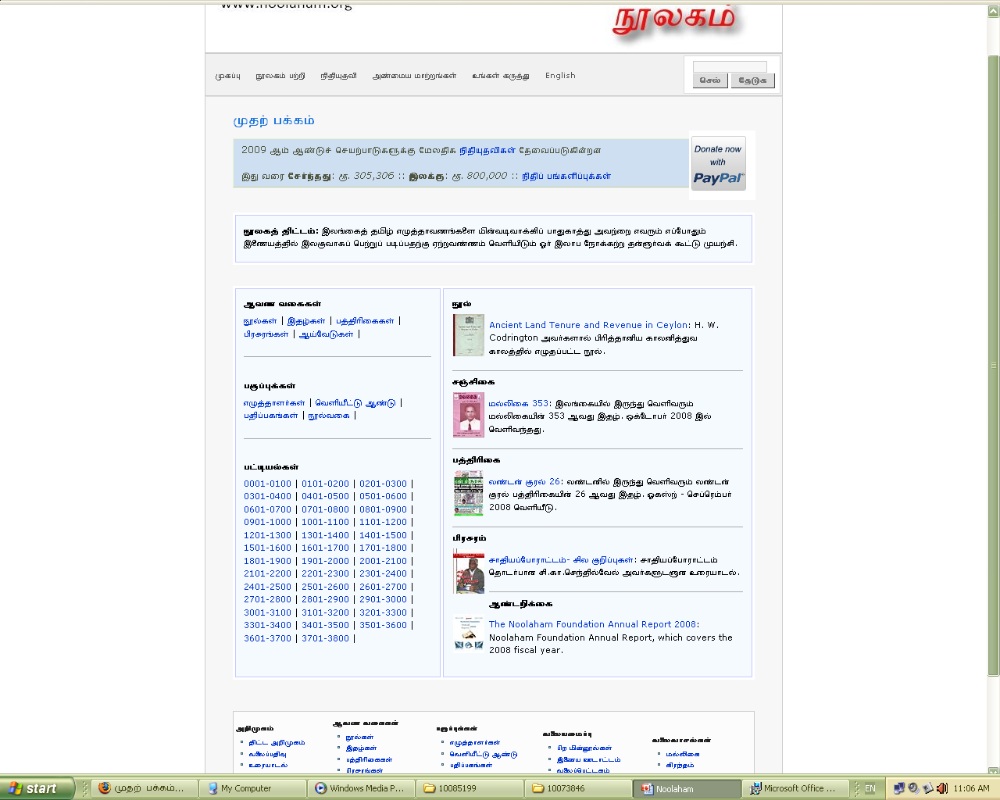 www.noolaham.org
நூலகம்
முகப்பு நூலகம் பற்றி நிதியுதவி அண்மைய மாற்றங்கள் உங்கள் கருத்து English
செல் தேடுக
முதற் பக்கம்
2009 ஆம் ஆண்டுச் செயற்பாடுகளுக்கு மேலதிக நிதியுதவிகள் தேவைப்படுகின்றன
இது வரை சேர்ந்தது: ரூ. 305,306 :: இலக்கு: ரூ. 800,000 :: நிதிப் பங்களிப்புக்கள்
Donate now
with
PayPal
நூலகத் திட்டம்: இலங்கைத் தமிழ் எழுத்தாவணங்களை மின்வடிவாக்கிப் பாதுகாத்து அவற்றை எவரும் எப்போதும்
இணையத்தில் இலகுவாகப் பெற்றுப் படிப்பதற்கு ஏற்றவண்ணம் வெளியிடும் ஓர் இலாப நோக்கற்ற தன்னார்வக் கூட்டு முயற்சி.
ஆவண வகைகள்
நூல்கள் | இதழ்கள் | பத்திரிகைகள் |
பிரசுரங்கள் | ஆய்வேடுகள் |
பகுப்புக்கள்
எழுத்தாளர்கள் | வெளியீட்டு ஆண்டு |
பதிப்பகங்கள் | நூல்வகை |
பட்டியல்கள்
0001-0100 | 0101-0200 | 0201-0300 |
0301-0400 | 0401-0500 | 0501-0600 |
0601-0700 | 0701-0800 | 0801-0900 |
0901-1000 | 1001-1100 | 1101-1200 |
1201-1300 | 1301-1400 | 1401-1500 |
1501-1600 | 1601-1700 | 1701-1800 |
1801-1900 | 1901-2000 | 2001-2100 |
2101-2200 | 2201-2300 | 2301-2400 |
2401-2500 | 2501-2600 | 2601-2700 |
2701-2800 | 2801-2900 | 2901-3000 |
3001-3100 | 3101-3200 | 3201-3300 |
3301-3400 | 3401-3500 | 3501-3600 |
3601-3700 | 3701-3800 |
நூல்
Ancient Land Tenure and Revenue in Ceylon: H. W.
Codrington அவர்களால் பிரித்தானிய காலனித்துவ
காலத்தில் எழுதப்பட்ட நூல்.
சஞ்சிகை
மல்லிகை 353: இலங்கையில் இருந்து வெளிவரும்
மல்லிகையின் 353 ஆவது இதழ். ஒக்டோபர் 2008 இல்
வெளிவந்தது.
பத்திரிகை
லண்டன் குரல் 26: லண்டனில் இருந்து வெளிவரும் லண்டன்
குரல் பத்திரிகையின் 26 ஆவது இதழ். ஓகஸ்ற் - செப்ரெம்பர்
2008 வெளியீடு.
பிரசுரம்
சாதியப்போராட்டம்- சில குறிப்புகள்: சாதியப்போராட்டம்
தொடர்பான சி.கா.செந்தில்வேல் அவர்களுடனான உரையாடல்.
ஆண்டறிக்கை
The Noolaham Foundation Annual Report 2008:
Noolaham Foundation Annual Report, which covers the
2008 fiscal year.
அறிமுகம்
திட்ட அறிமுகம்
வலைப்பதிவு
உரையாடல்
ஆவண வகைகள்
நூல்கள்
இதழ்கள்
பத்திரிகைகள்
பிரசுரங்கள்
பகுப்புக்கள்
எழுத்தாளர்கள்
வெளியீட்டு ஆண்டு
பதிப்பகங்கள்
வலையமைப்பு
பிற மின்னூல்கள்
இணைய ஊடாட்டம்
வலைப்பெட்டகம்
வலைவாசல்கள்
மல்லிகை
கிரந்தம்
start முதற் பக்கம்... My Computer Windows Media P... 10085199 10073846 Noolaham Microsoft Office ... EN 11:06 AM